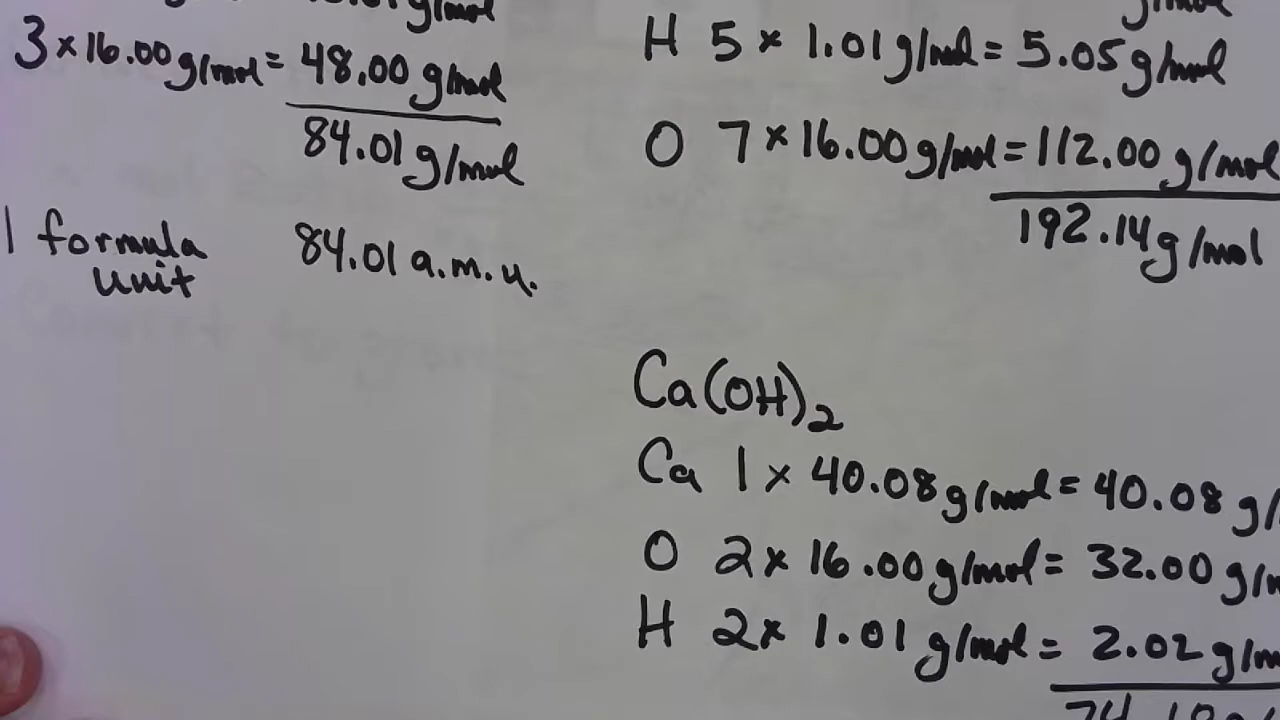 g/mol
3 × 16.00 g/mol = 48.00 g/mol
84.01 g/mol
1 formula unit 84.01 a.m.u.
g/mol
H 5 × 1.01 g/mol = 5.05 g/mol
O 7 × 16.00 g/mol = 112.00 g/mol
192.14 g/mol
Ca(OH)₂
Ca 1 × 40.08 g/mol = 40.08 g/
O 2 × 16.00 g/mol = 32.00 g/m
H 2 × 1.01 g/mol = 2.02 g/m